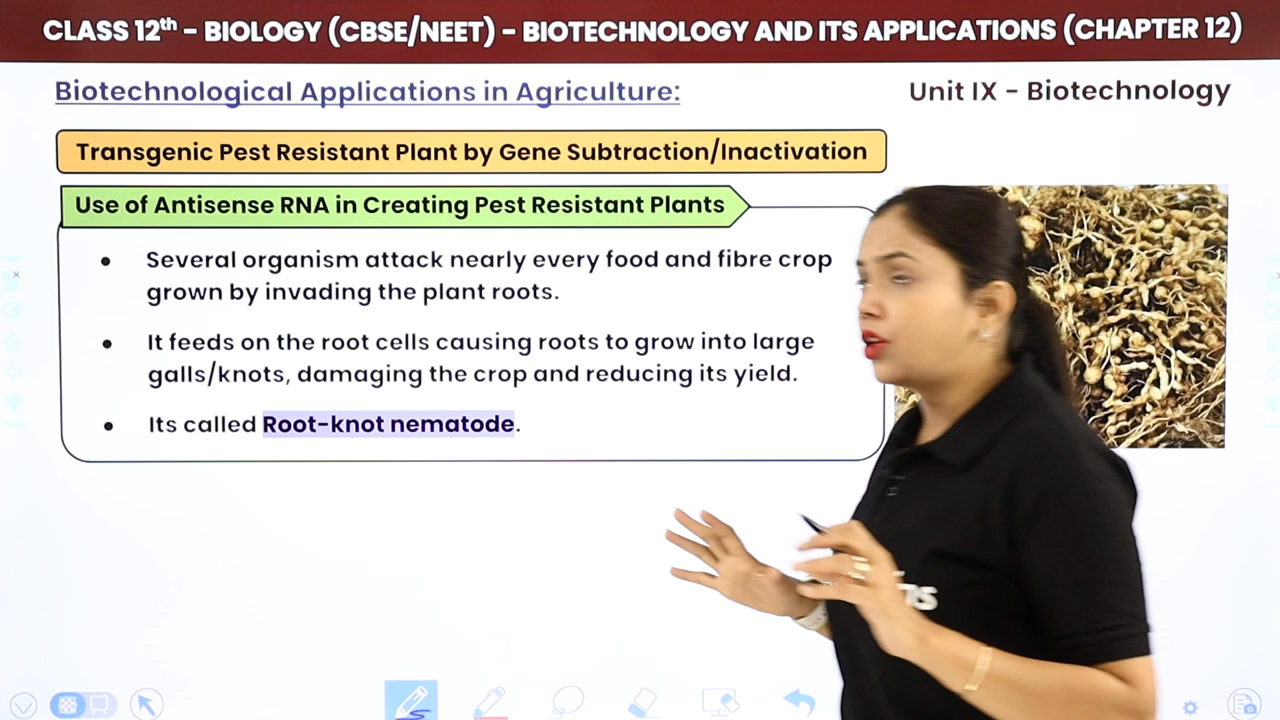 CLASS 12th - BIOLOGY (CBSE/NEET) - BIOTECHNOLOGY AND ITS APPLICATIONS (CHAPTER 12)
Biotechnological Applications in Agriculture:
Unit IX - Biotechnology
Transgenic Pest Resistant Plant by Gene Subtraction/Inactivation
Use of Antisense RNA in Creating Pest Resistant Plants
• Several organism attack nearly every food and fibre crop
grown by invading the plant roots.
• It feeds on the root cells causing roots to grow into large
galls/knots, damaging the crop and reducing its yield.
• Its called Root-knot nematode.